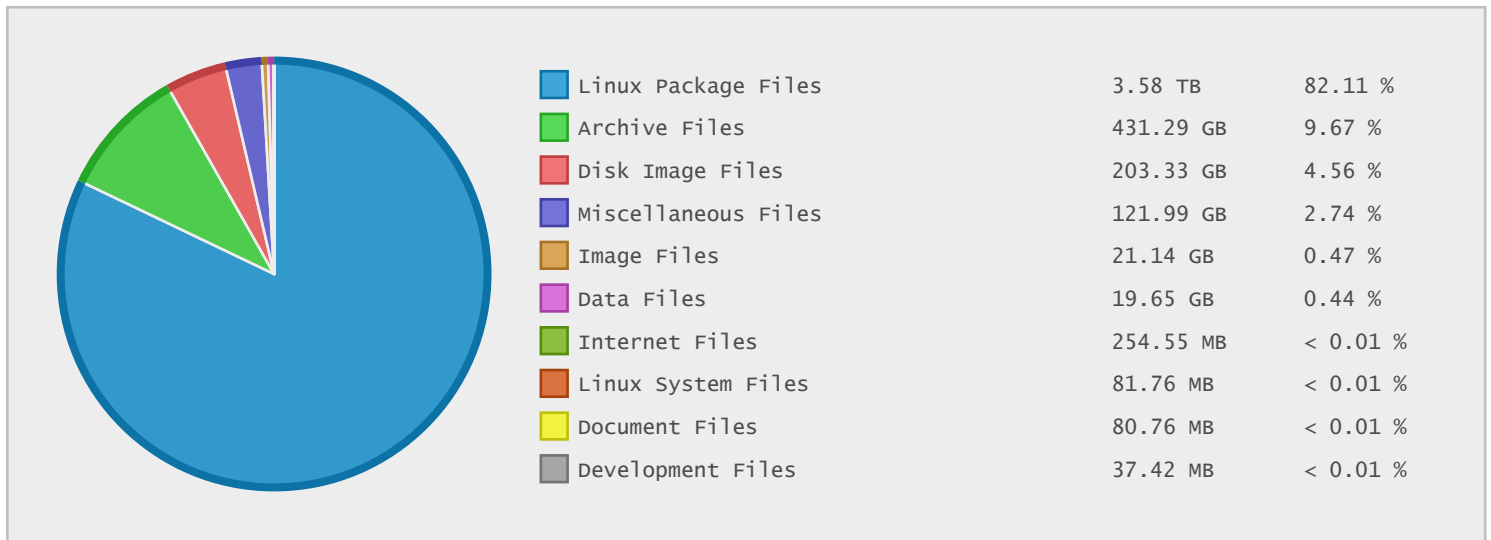 Linux Package Files 3.58 TB 82.11 %
Archive Files 431.29 GB 9.67 %
Disk Image Files 203.33 GB 4.56 %
Miscellaneous Files 121.99 GB 2.74 %
Image Files 21.14 GB 0.47 %
Data Files 19.65 GB 0.44 %
Internet Files 254.55 MB < 0.01 %
Linux System Files 81.76 MB < 0.01 %
Document Files 80.76 MB < 0.01 %
Development Files 37.42 MB < 0.01 %